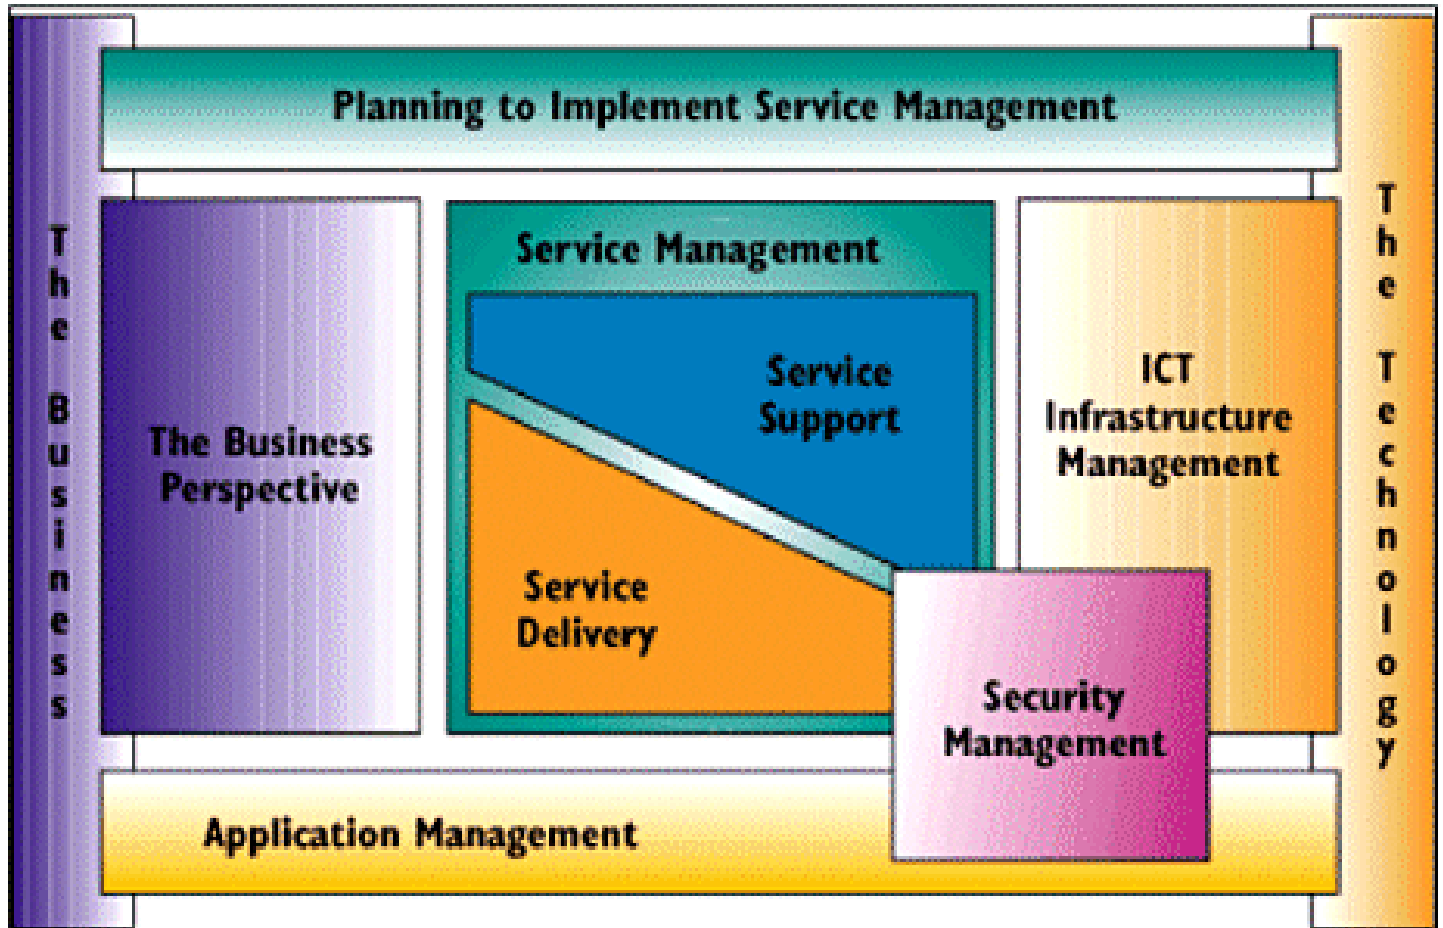 Planning to Implement Service Management
The Business
The Business
Perspective
Service Management
Service
Support
Service
Delivery
ICT
Infrastructure
Management
Security
Management
Application Management
The Technology